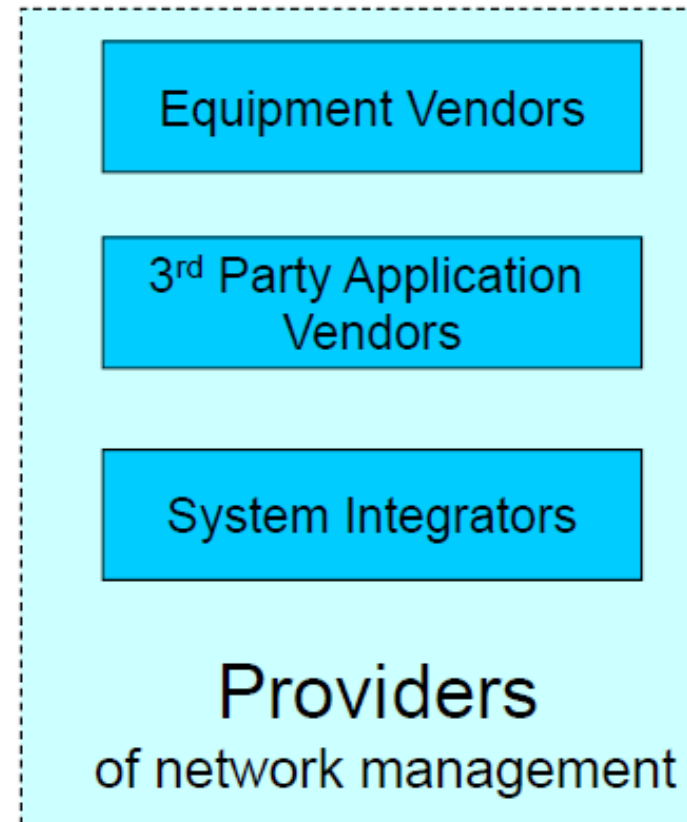 Equipment Vendors
3rd Party Application
Vendors
System Integrators
Providers
of network management